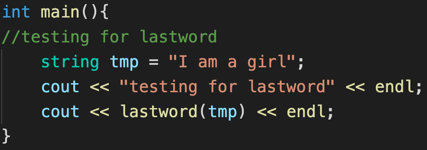 int main(){
//testing for lastword
    string tmp = "I am a girl";
    cout << "testing for lastword" << endl;
    cout << lastword(tmp) << endl;
}